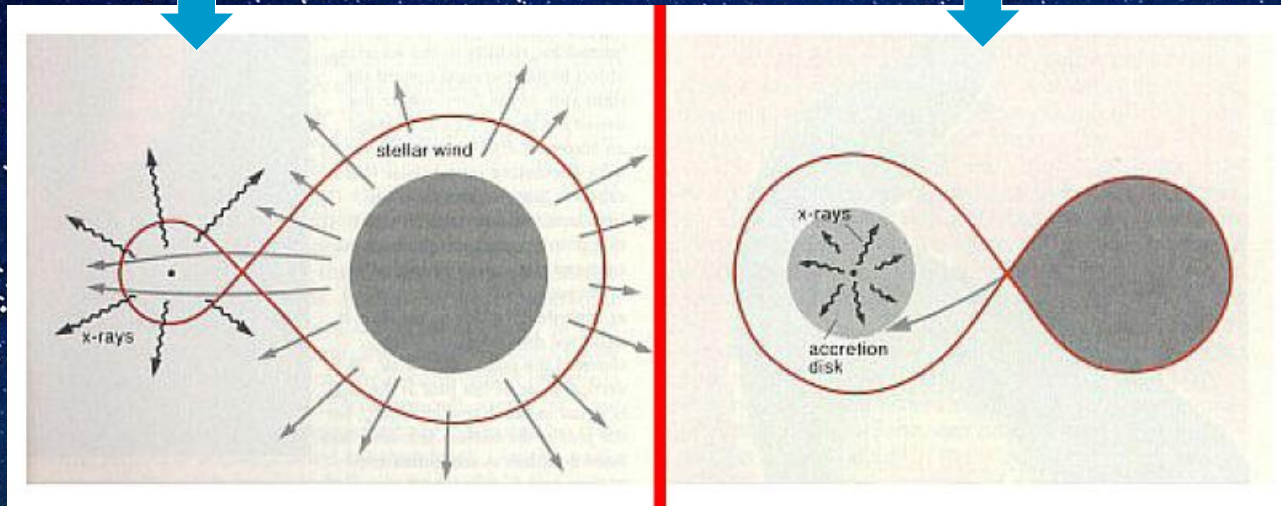 stellar wind
x-rays
x-rays
accretion
disk